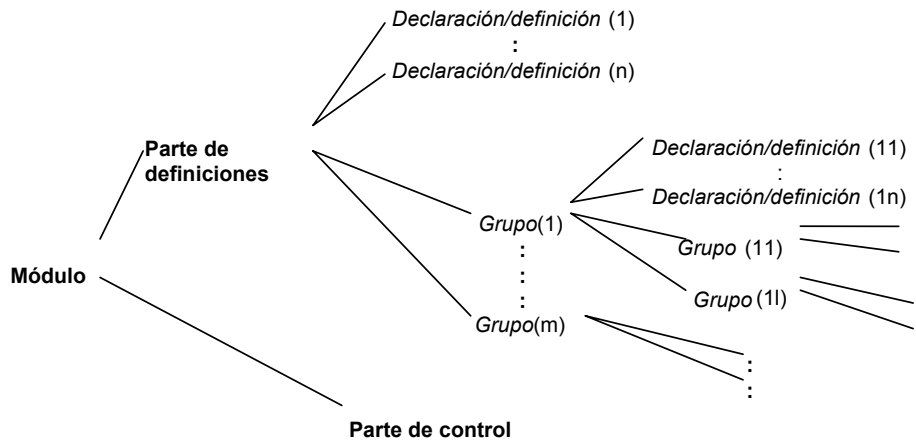 Declaración/definición (1)
:
Declaración/definición (n)
Parte de
definiciones
Declaración/definición (11)
:
Declaración/definición (1n)
Grupo(1)
Grupo (11)
:
:
Módulo
Grupo (1l)
:
Grupo(m)
:
:
Parte de control